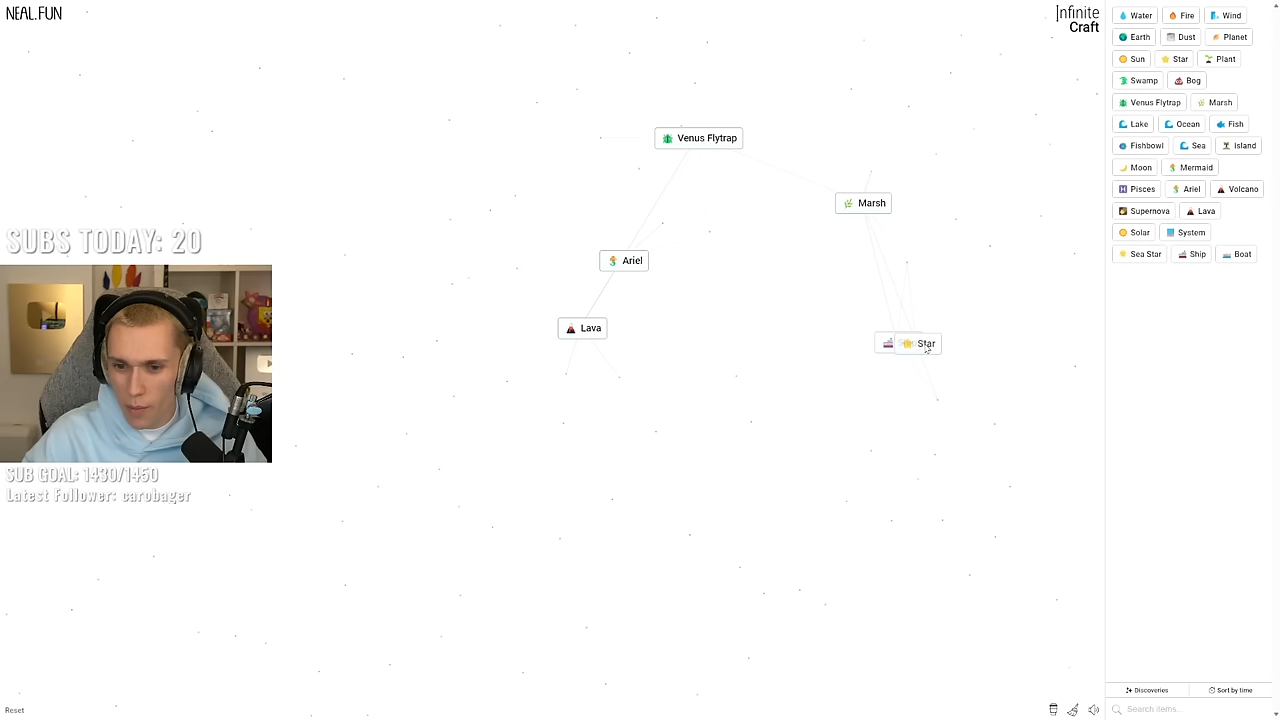 NEAL.FUN
Infinite
Craft
Venus Flytrap
Marsh
Ariel
Lava
Star
SUBS TODAY: 20
SUB GOAL: 1430/1450
Latest Follower: carobager
Water Fire Wind
Earth Dust Planet
Sun Star Plant
Swamp Bog
Venus Flytrap Marsh
Lake Ocean Fish
Fishbowl Sea Island
Moon Mermaid
Pisces Ariel Volcano
Supernova Lava
Solar System
Sea Star Ship Boat
Discoveries Sort by time
Search items...
Reset